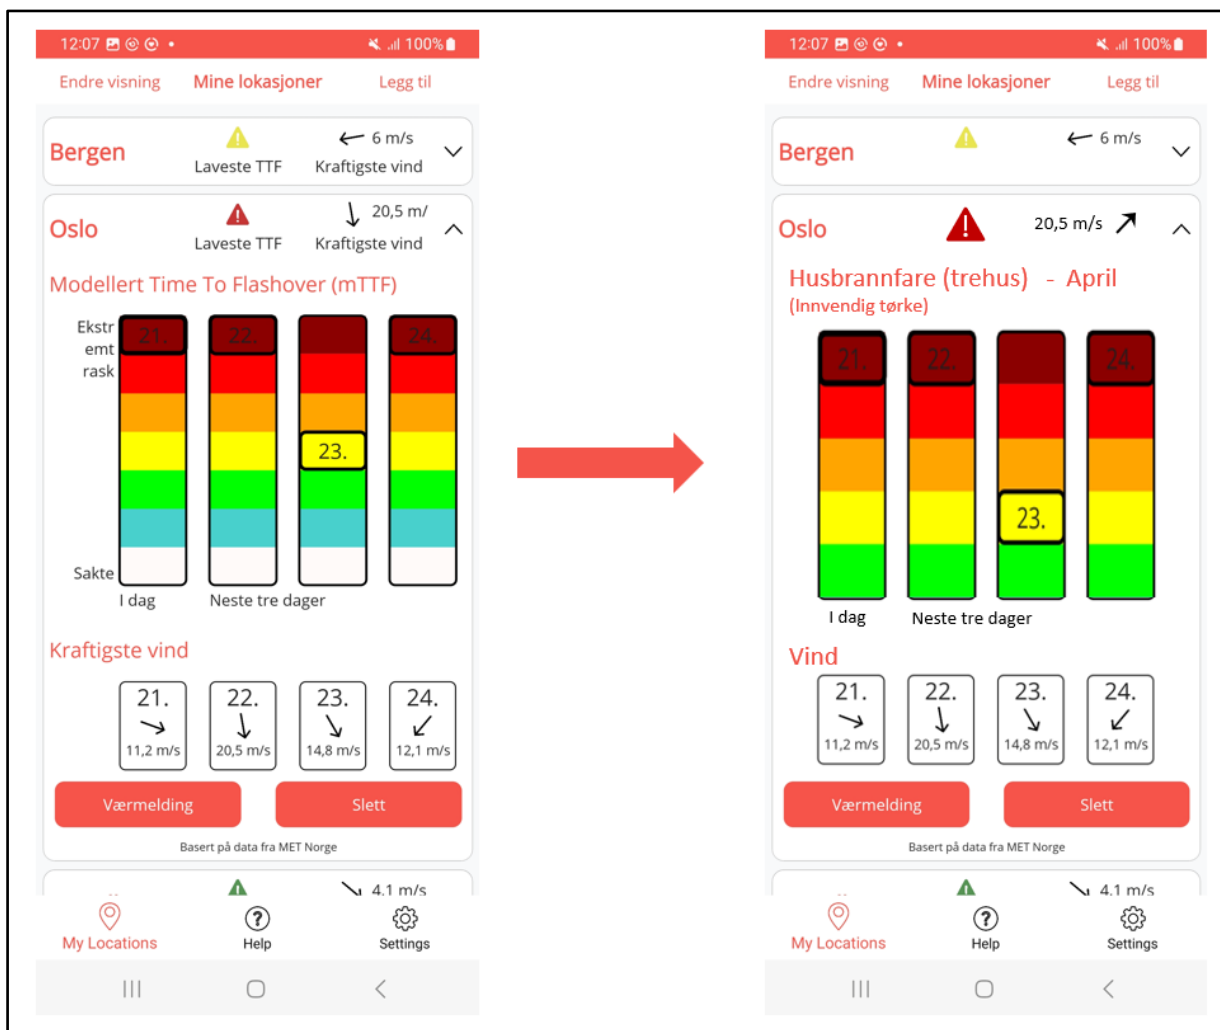 12:07
100%
Endre visning Mine lokasjoner Legg til
Bergen
6 m/s
Laveste TTF Kraftigste vind
Oslo
20,5 m/
Laveste TTF Kraftigste vind
Modellert Time To Flashover (mTTF)
Ekstr
emt
rask
21. 22. 24.
23.
Sakte
I dag Neste tre dager
Kraftigste vind
21. 22. 23. 24.
11,2 m/s 20,5 m/s 14,8 m/s 12,1 m/s
Værmelding Slett
Basert på data fra MET Norge
4,1 m/s
My Locations Help Settings
12:07
100%
Endre visning Mine lokasjoner Legg til
Bergen
6 m/s
Oslo
20,5 m/s
Husbrannfare (trehus) - April
(Innvendig tørke)
21. 22. 24.
23.
I dag Neste tre dager
Vind
21. 22. 23. 24.
11,2 m/s 20,5 m/s 14,8 m/s 12,1 m/s
Værmelding Slett
Basert på data fra MET Norge
4,1 m/s
My Locations Help Settings